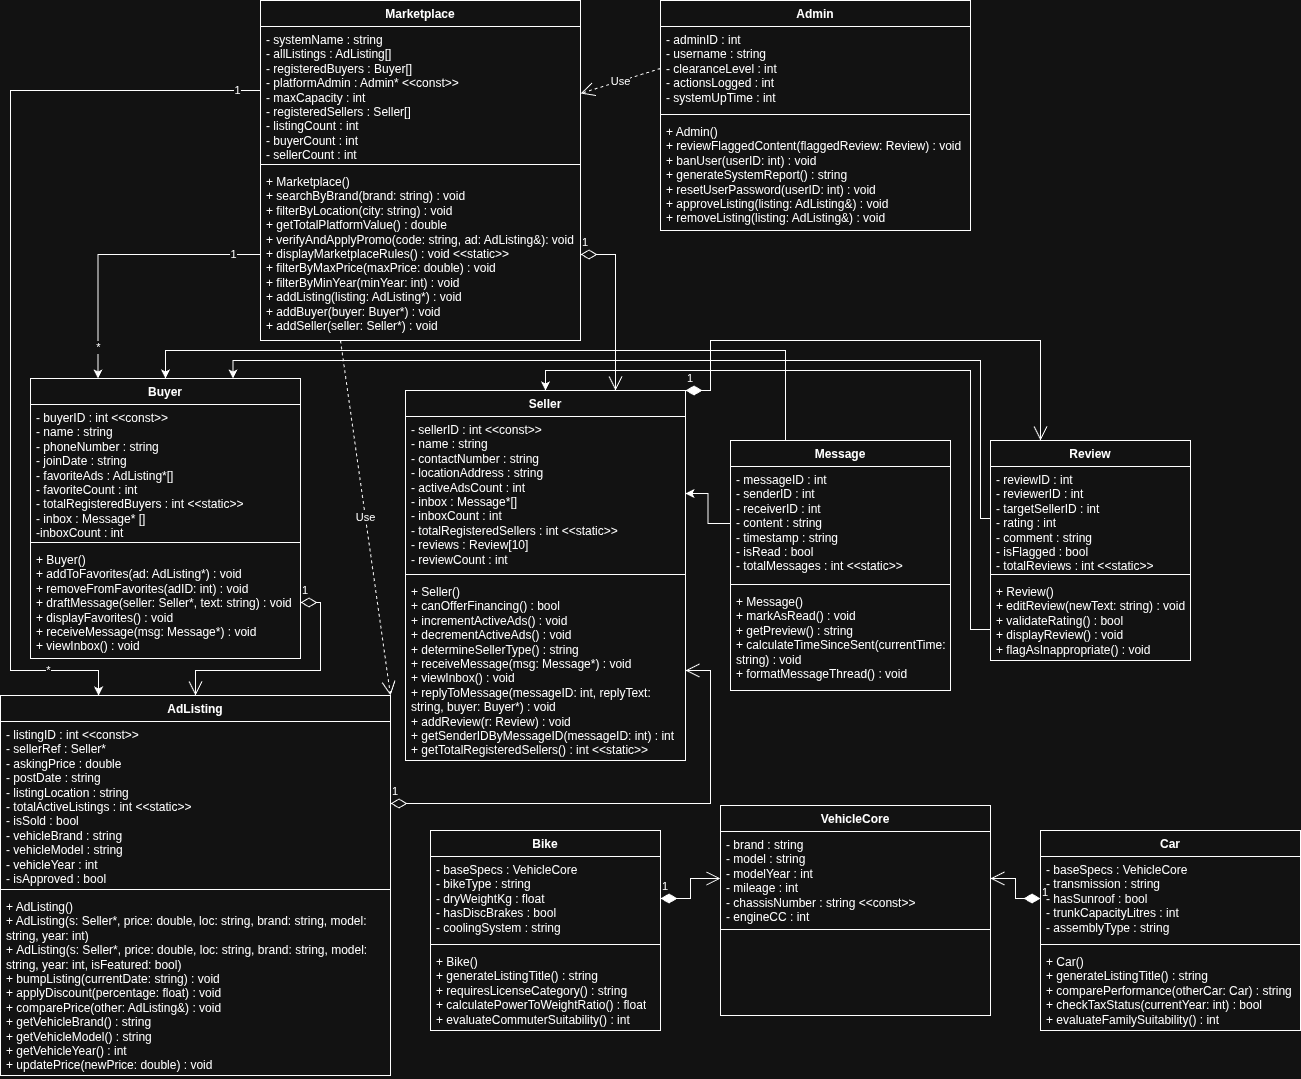 Marketplace
- systemName : string
- allListings : AdListing[]
- registeredBuyers : Buyer[]
- platformAdmin : Admin* <<const>>
- maxCapacity : int
- registeredSellers : Seller[]
- listingCount : int
- buyerCount : int
- sellerCount : int
+ Marketplace()
+ searchByBrand(brand: string) : void
+ filterByLocation(city: string) : void
+ getTotalPlatformValue() : double
+ verifyAndApplyPromo(code: string, ad: AdListing&): void
+ displayMarketplaceRules() : void <<static>>
+ filterByMaxPrice(maxPrice: double) : void
+ filterByMinYear(minYear: int) : void
+ addListing(listing: AdListing*) : void
+ addBuyer(buyer: Buyer*) : void
+ addSeller(seller: Seller*) : void
Admin
- adminID : int
- username : string
- clearanceLevel : int
- actionsLogged : int
- systemUpTime : int
+ Admin()
+ reviewFlaggedContent(flaggedReview: Review) : void
+ banUser(userID: int) : void
+ generateSystemReport() : string
+ resetUserPassword(userID: int) : void
+ approveListing(listing: AdListing&) : void
+ removeListing(listing: AdListing&) : void
Use
1
1
1
*
Buyer
- buyerID : int <<const>>
- name : string
- phoneNumber : string
- joinDate : string
- favoriteAds : AdListing*[]
- favoriteCount : int
- totalRegisteredBuyers : int <<static>>
- inbox : Message* []
-inboxCount : int
+ Buyer()
+ addToFavorites(ad: AdListing*) : void
+ removeFromFavorites(adID: int) : void
+ draftMessage(seller: Seller*, text: string) : void
+ displayFavorites() : void
+ receiveMessage(msg: Message*) : void
+ viewInbox() : void
1
*
Use
Seller
- sellerID : int <<const>>
- name : string
- contactNumber : string
- locationAddress : string
- activeAdsCount : int
- inbox : Message*[]
- inboxCount : int
- totalRegisteredSellers : int <<static>>
- reviews : Review[10]
- reviewCount : int
+ Seller()
+ canOfferFinancing() : bool
+ incrementActiveAds() : void
+ decrementActiveAds() : void
+ determineSellerType() : string
+ receiveMessage(msg: Message*) : void
+ viewInbox() : void
+ replyToMessage(messageID: int, replyText:
string, buyer: Buyer*) : void
+ addReview(r: Review) : void
+ getSenderIDByMessageID(messageID: int) : int
+ getTotalRegisteredSellers() : int <<static>>
1
Message
- messageID : int
- senderID : int
- receiverID : int
- content : string
- timestamp : string
- isRead : bool
- totalMessages : int <<static>>
+ Message()
+ markAsRead() : void
+ getPreview() : string
+ calculateTimeSinceSent(currentTime:
string) : void
+ formatMessageThread() : void
Review
- reviewID : int
- reviewerID : int
- targetSellerID : int
- rating : int
- comment : string
- isFlagged : bool
- totalReviews : int <<static>>
+ Review()
+ editReview(newText: string) : void
+ validateRating() : bool
+ displayReview() : void
+ flagAsInappropriate() : void
AdListing
- listingID : int <<const>>
- sellerRef : Seller*
- askingPrice : double
- postDate : string
- listingLocation : string
- totalActiveListings : int <<static>>
- isSold : bool
- vehicleBrand : string
- vehicleModel : string
- vehicleYear : int
- isApproved : bool
+ AdListing()
+ AdListing(s: Seller*, price: double, loc: string, brand: string, model:
string, year: int)
+ AdListing(s: Seller*, price: double, loc: string, brand: string, model:
string, year: int, isFeatured: bool)
+ bumpListing(currentDate: string) : void
+ applyDiscount(percentage: float) : void
+ comparePrice(other: AdListing&) : void
+ getVehicleBrand() : string
+ getVehicleModel() : string
+ getVehicleYear() : int
+ updatePrice(newPrice: double) : void
1
Bike
- baseSpecs : VehicleCore
- bikeType : string
- dryWeightKg : float
- hasDiscBrakes : bool
- coolingSystem : string
+ Bike()
+ generateListingTitle() : string
+ requiresLicenseCategory() : string
+ calculatePowerToWeightRatio() : float
+ evaluateCommuterSuitability() : int
1
VehicleCore
- brand : string
- model : string
- modelYear : int
- mileage : int
- chassisNumber : string <<const>>
- engineCC : int
Car
- baseSpecs : VehicleCore
- transmission : string
- hasSunroof : bool
- trunkCapacityLitres : int
- assemblyType : string
+ Car()
+ generateListingTitle() : string
+ comparePerformance(otherCar: Car) : string
+ checkTaxStatus(currentYear: int) : bool
+ evaluateFamilySuitability() : int
1